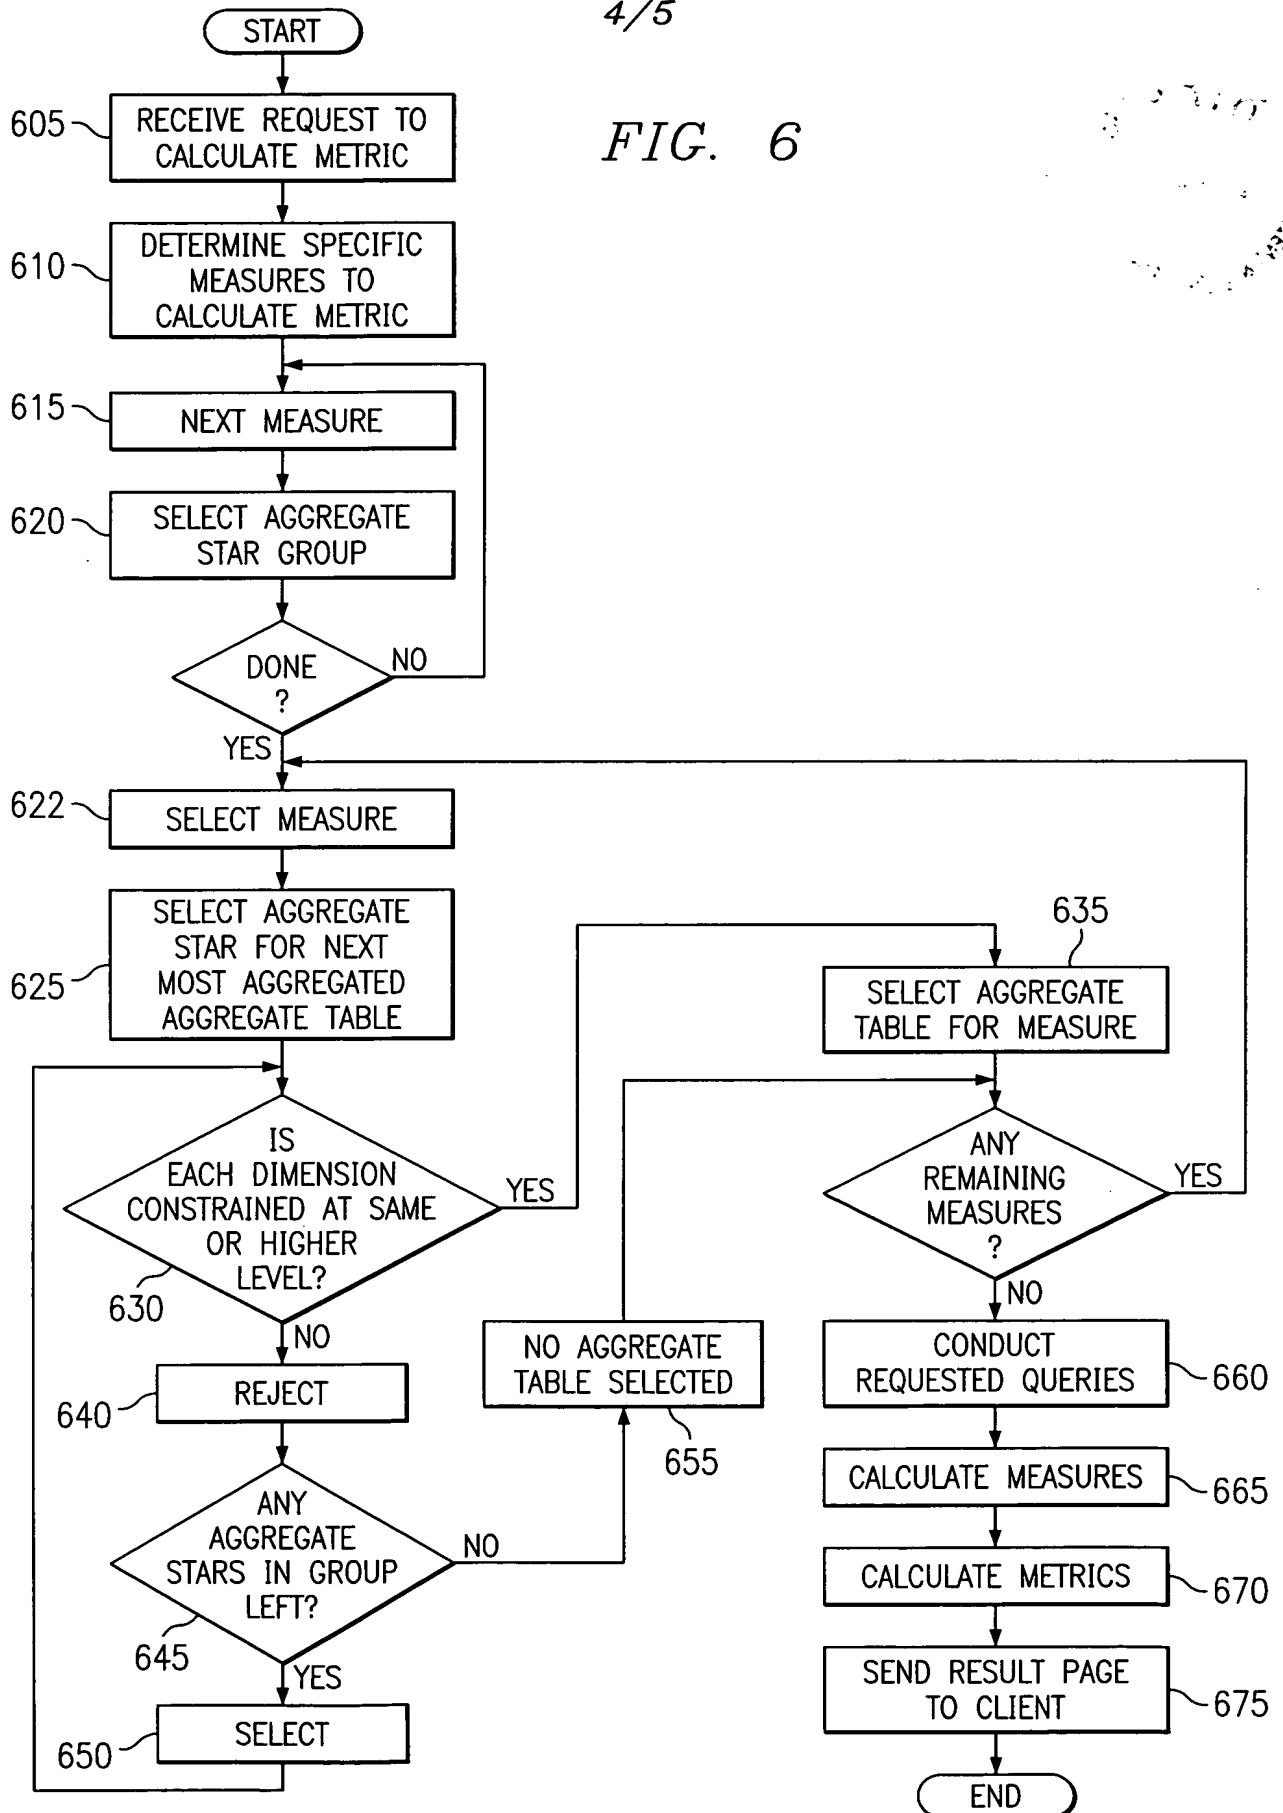 4/5
FIG. 6
START
605
RECEIVE REQUEST TO
CALCULATE METRIC
610
DETERMINE SPECIFIC
MEASURES TO
CALCULATE METRIC
615
NEXT MEASURE
620
SELECT AGGREGATE
STAR GROUP
DONE
?
NO
YES
622
SELECT MEASURE
625
SELECT AGGREGATE
STAR FOR NEXT
MOST AGGREGATED
AGGREGATE TABLE
IS
EACH DIMENSION
CONSTRAINED AT SAME
OR HIGHER
LEVEL?
630
YES
NO
640
REJECT
ANY
AGGREGATE
STARS IN GROUP
LEFT?
645
NO
YES
650
SELECT
NO AGGREGATE
TABLE SELECTED
655
635
SELECT AGGREGATE
TABLE FOR MEASURE
ANY
REMAINING
MEASURES
?
YES
NO
CONDUCT
REQUESTED QUERIES
660
CALCULATE MEASURES
665
CALCULATE METRICS
670
SEND RESULT PAGE
TO CLIENT
675
END